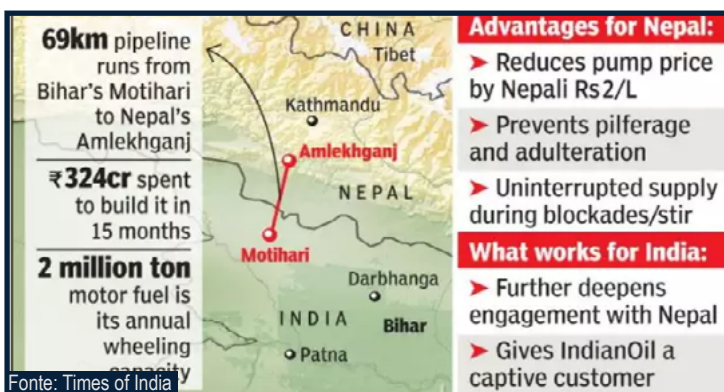 69km pipeline
runs from
Bihar's Motihari
to Nepal's
Amlekhganj
₹324cr spent
to build it in
15 months
2 million ton
motor fuel is
its annual
wheeling
capacity
CHINA
Tibet
Kathmandu
Amlekhganj
NEPAL
Motihari
Darbhanga
INDIA
Bihar
Patna
Advantages for Nepal:
➤ Reduces pump price
by Nepali Rs2/L
➤ Prevents pilferage
and adulteration
➤ Uninterrupted supply
during blockades/stir
What works for India:
➤ Further deepens
engagement with Nepal
➤ Gives IndianOil a
captive customer
Fonte: Times of India